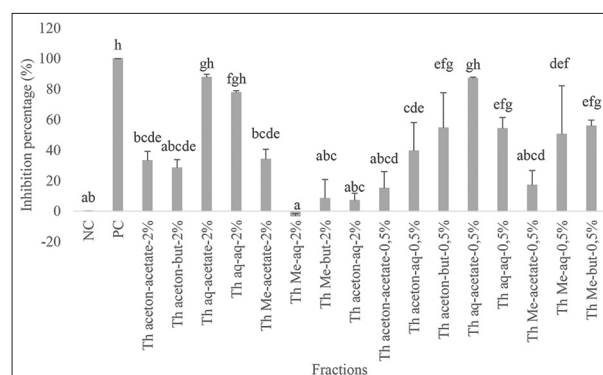 Inhibition percentage (%)
120
100
80
60
40
20
0
-20
ab
h
bcde
abcde
gh
fgh
bcde
a
abc
abc
abcd
cde
efg
gh
efg
abcd
def
efg
NC
PC
Th aceton-acetate-2%
Th aceton-but-2%
Th aq-acetate-2%
Th aq-aq-2%
Th Me-acetate-2%
Th Me-aq-2%
Th Me-but-2%
Th aceton-aq-2%
Th aceton-acetate-0,5%
Th aceton-aq-0,5%
Th aceton-but-0,5%
Th aq-acetate-0,5%
Th aq-aq-0,5%
Th Me-acetate-0.5%
Th Me-aq-0.5%
Th Me-but-0.5%
Fractions